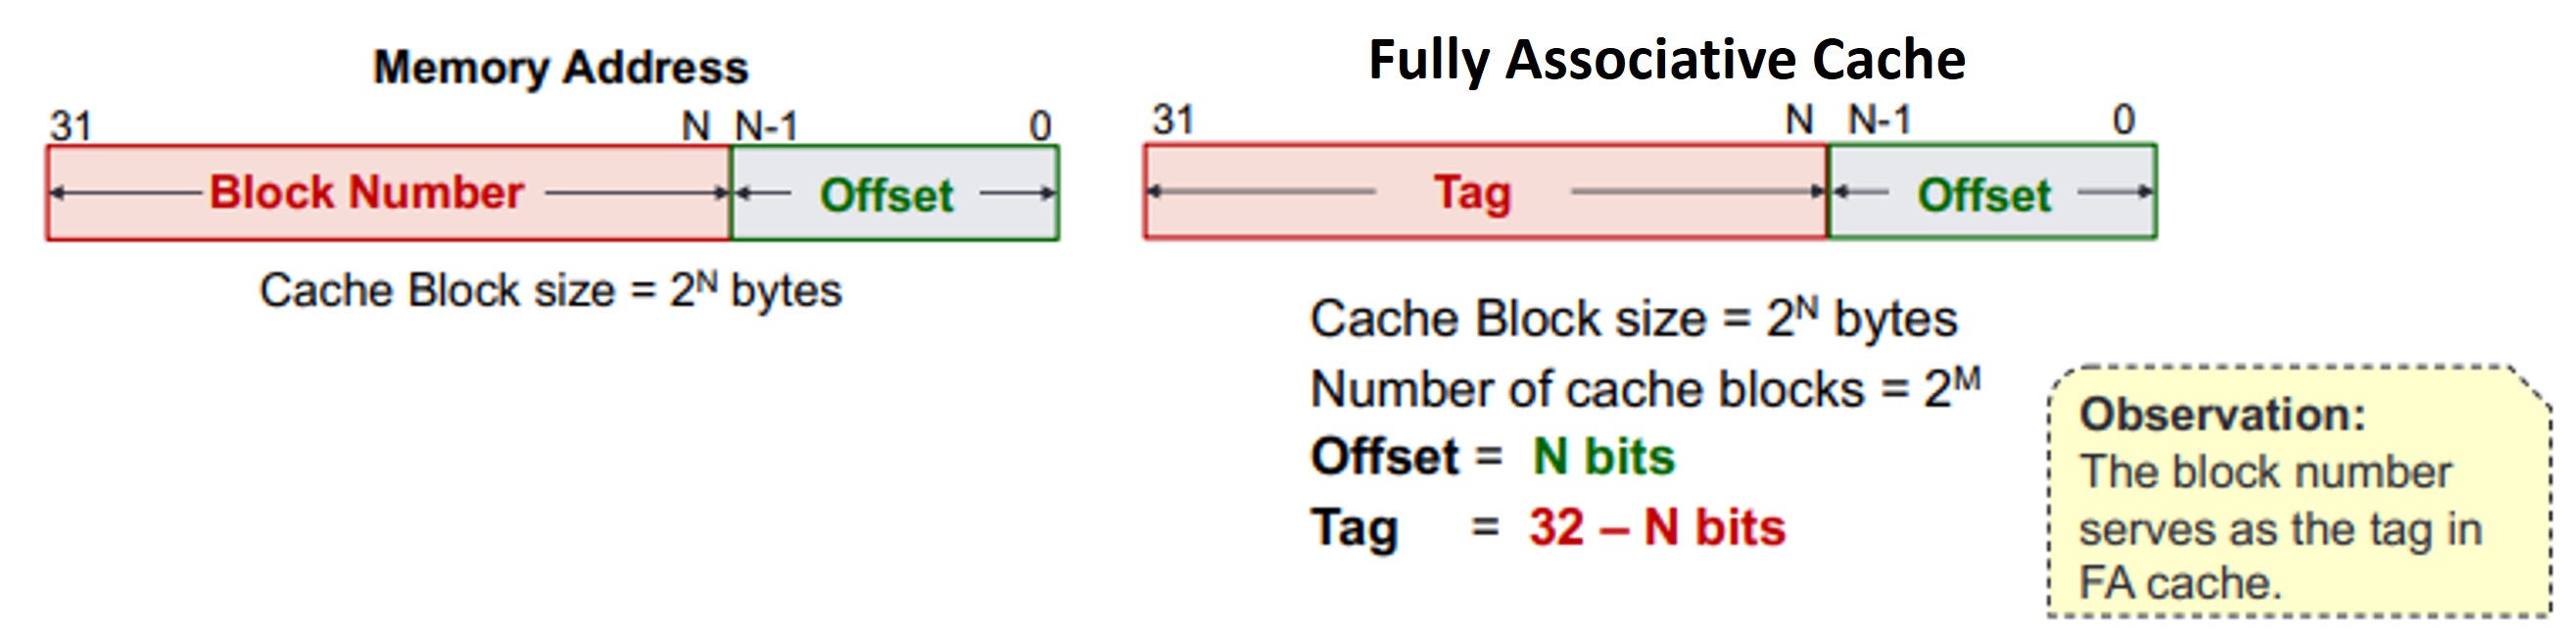 Memory Address
31 N N-1 0
Block Number Offset
Cache Block size = 2^N bytes
Fully Associative Cache
31 N N-1 0
Tag Offset
Cache Block size = 2^N bytes
Number of cache blocks = 2^M
Offset = N bits
Tag = 32 – N bits
Observation:
The block number
serves as the tag in
FA cache.